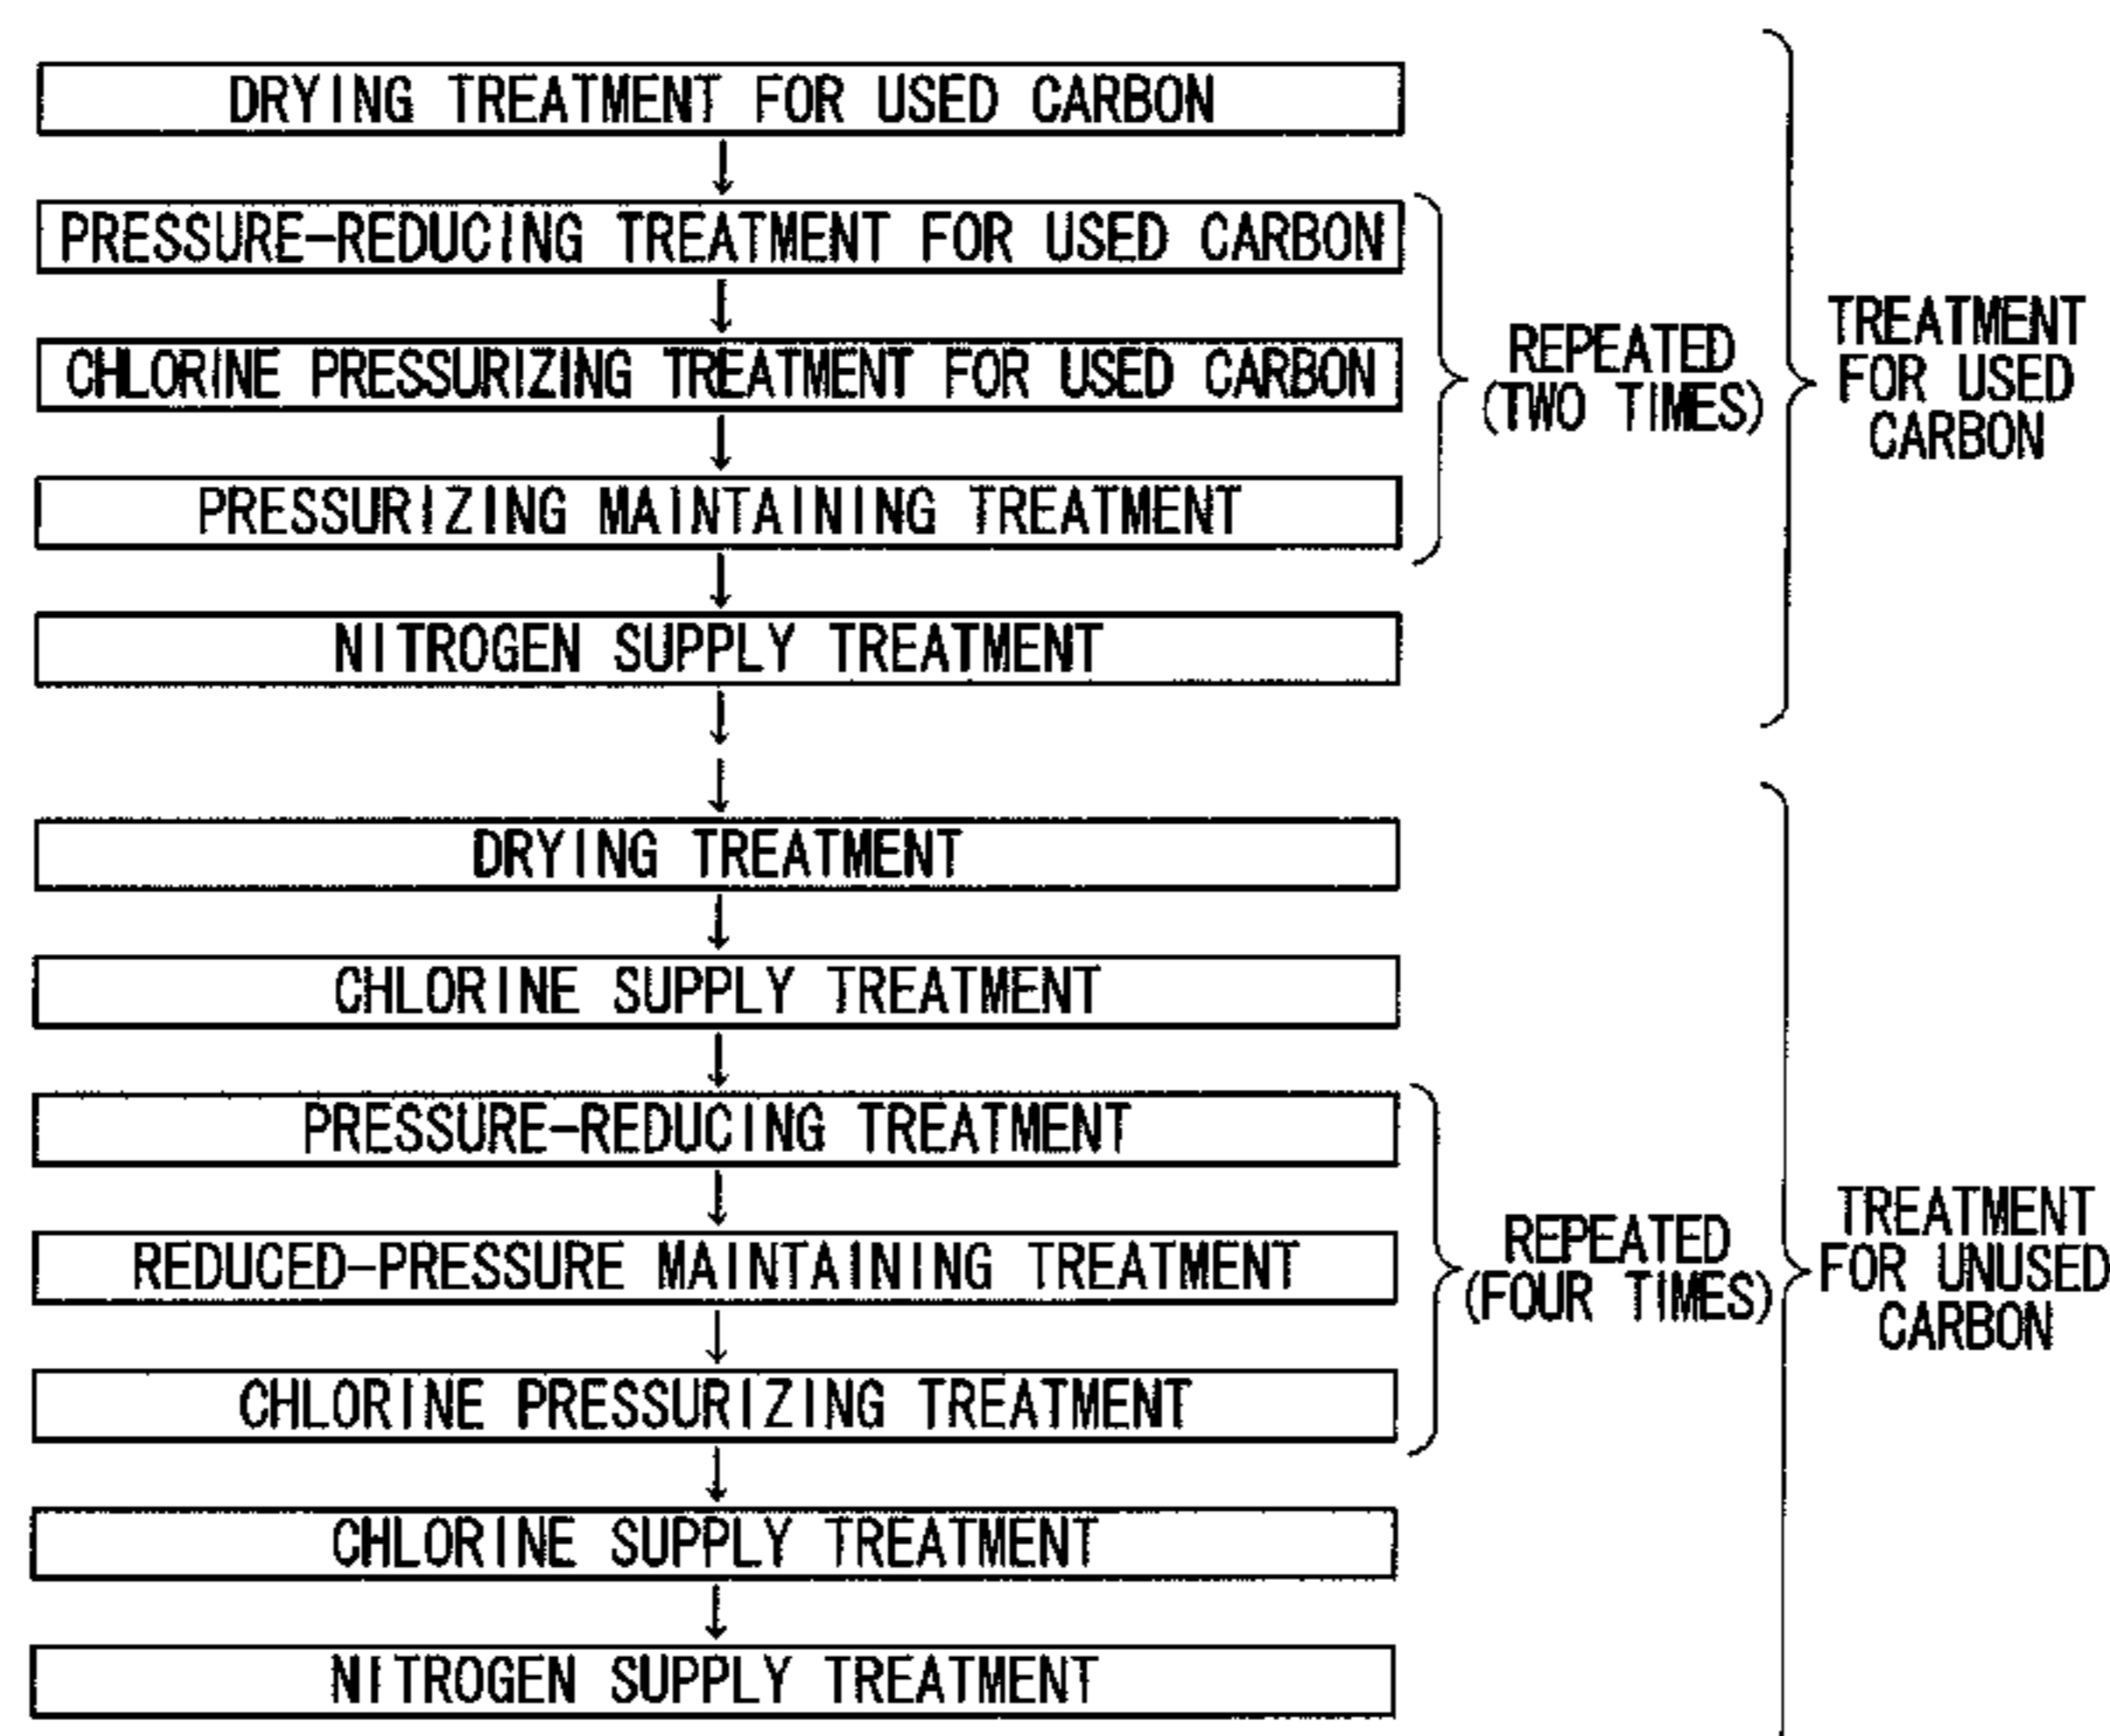 DRYING TREATMENT FOR USED CARBON
PRESSURE-REDUCING TREATMENT FOR USED CARBON
CHLORINE PRESSURIZING TREATMENT FOR USED CARBON
PRESSURIZING MAINTAINING TREATMENT
NITROGEN SUPPLY TREATMENT
REPEATED
(TWO TIMES)
TREATMENT
FOR USED
CARBON
DRYING TREATMENT
CHLORINE SUPPLY TREATMENT
PRESSURE-REDUCING TREATMENT
REDUCED-PRESSURE MAINTAINING TREATMENT
CHLORINE PRESSURIZING TREATMENT
CHLORINE SUPPLY TREATMENT
NITROGEN SUPPLY TREATMENT
REPEATED
(FOUR TIMES)
TREATMENT
FOR UNUSED
CARBON